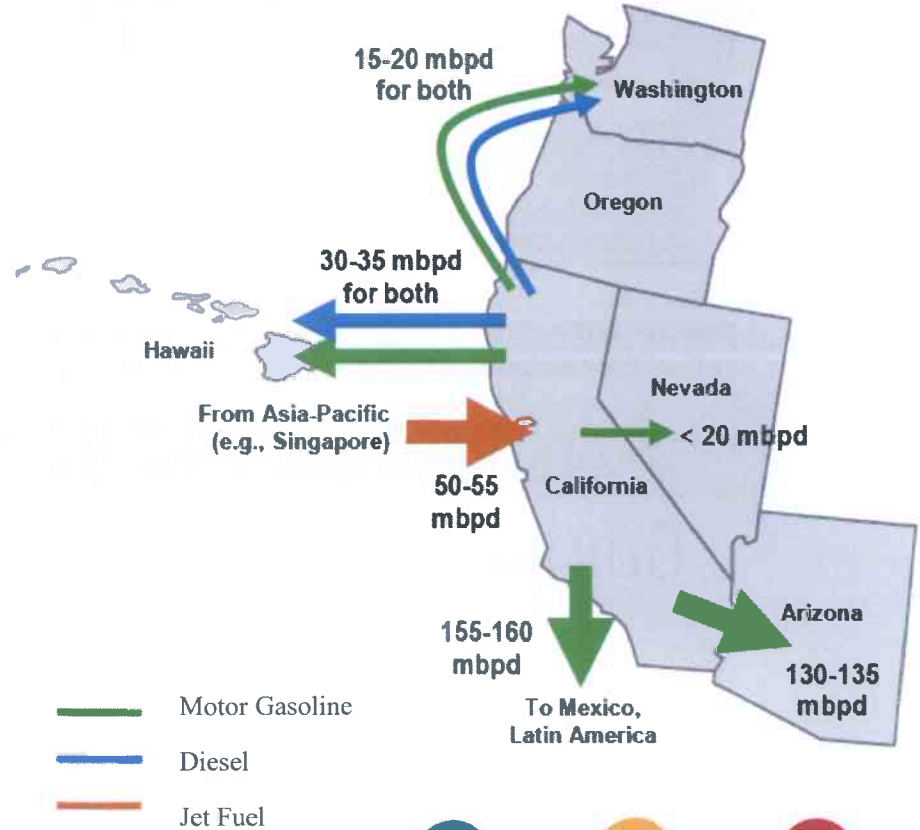 15-20 mbpd
for both
Washington
Oregon
30-35 mbpd
for both
Hawaii
Nevada
From Asia-Pacific
(e.g., Singapore)
< 20 mbpd
50-55
mbpd
California
Arizona
155-160
mbpd
130-135
mbpd
To Mexico,
Latin America
Motor Gasoline
Diesel
Jet Fuel